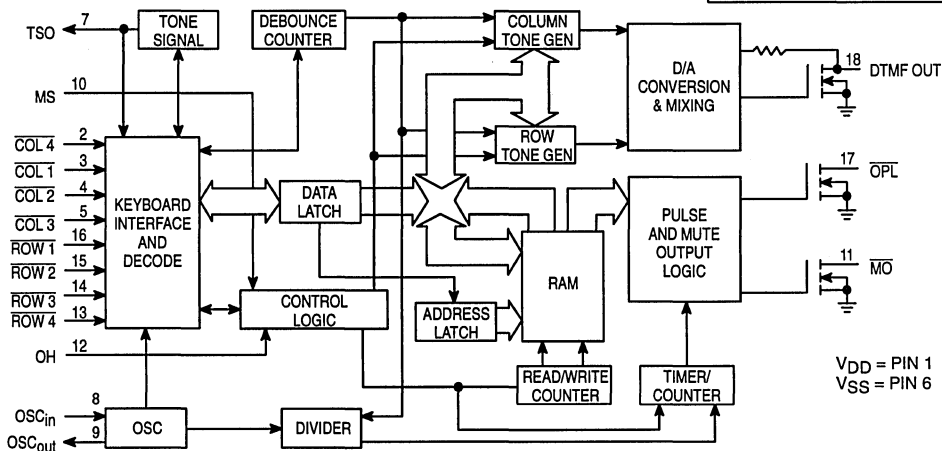 7
TSO
TONE
SIGNAL
DEBOUNCE
COUNTER
COLUMN
TONE GEN
D/A
CONVERSION
& MIXING
18
DTMF OUT
10
MS
ROW
TONE GEN
COL 4
2
COL 1
3
COL 2
4
COL 3
5
ROW 1
16
ROW 2
15
ROW 3
14
ROW 4
13
KEYBOARD
INTERFACE
AND
DECODE
DATA
LATCH
17
OPL
PULSE
AND MUTE
OUTPUT
LOGIC
RAM
11
MO
CONTROL
LOGIC
ADDRESS
LATCH
OH
12
READ/WRITE
COUNTER
TIMER/
COUNTER
VDD = PIN 1
VSS = PIN 6
8
OSCin
9
OSCout
OSC
DIVIDER